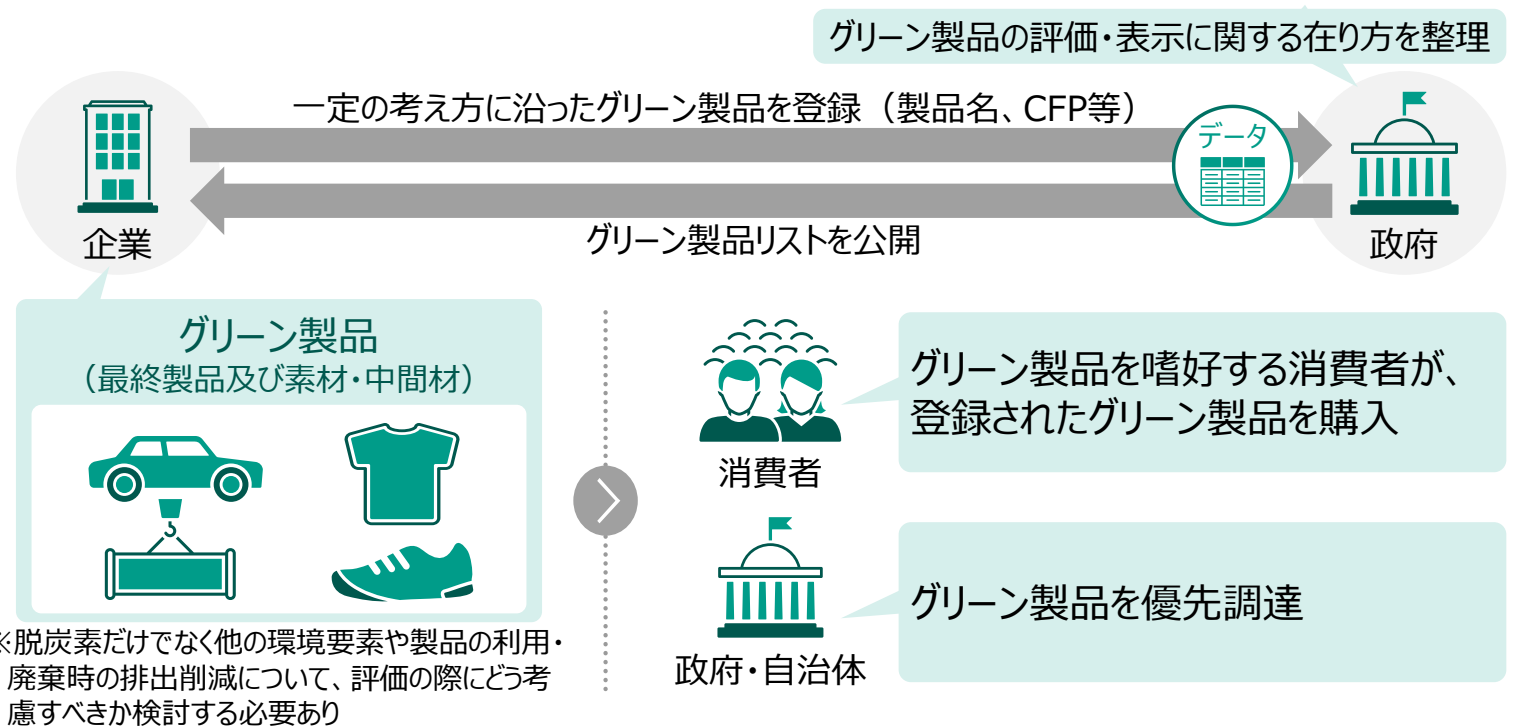 グリーン製品の評価・表示に関する在り方を整理
一定の考え方に沿ったグリーン製品を登録（製品名、CFP等）
データ
企業
グリーン製品リストを公開
政府
グリーン製品
（最終製品及び素材・中間材）
グリーン製品を嗜好する消費者が、
登録されたグリーン製品を購入
消費者
グリーン製品を優先調達
政府・自治体
※脱炭素だけでなく他の環境要素や製品の利用・
廃棄時の排出削減について、評価の際にどう考
慮すべきか検討する必要あり